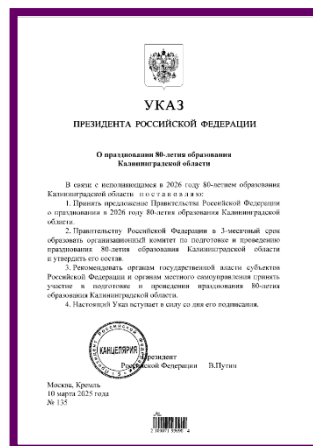 УКАЗ
ПРЕЗИДЕНТА РОССИЙСКОЙ ФЕДЕРАЦИИ
О праздновании 80-летия образования
Калининградской области
В связи с исполняющимся в 2026 году 80-летием образования
Калининградской области п о с т а н о в л я ю:
1. Принять предложение Правительства Российской Федерации
о праздновании в 2026 году 80-летия образования Калининградской
области.
2. Правительству Российской Федерации в 3-месячный срок
образовать организационный комитет по подготовке и проведению
празднования 80-летия образования Калининградской области
и утвердить его состав.
3. Рекомендовать органам государственной власти субъектов
Российской Федерации и органам местного самоуправления принять
участие в подготовке и проведении празднования 80-летия
образования Калининградской области.
4. Настоящий Указ вступает в силу со дня его подписания.
КАНЦЕЛЯРИЯ
Президент
Российской Федерации В.Путин
Москва, Кремль
10 марта 2025 года
№ 135